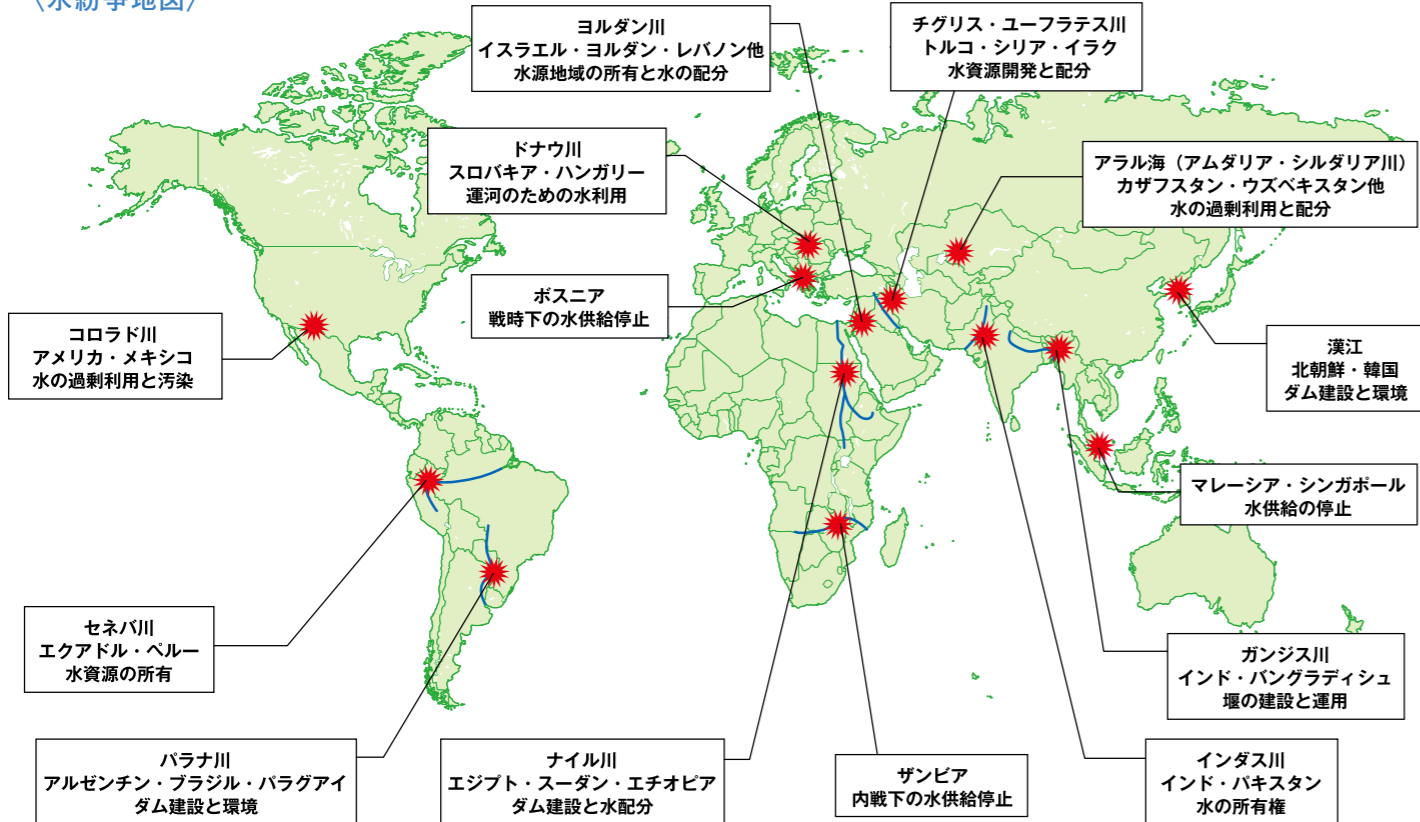 〈水紛争地図〉
ヨルダン川
イスラエル・ヨルダン・レバノン他
水源地域の所有と水の配分
チグリス・ユーフラテス川
トルコ・シリア・イラク
水資源開発と配分
ドナウ川
スロバキア・ハンガリー
運河のための水利用
アラル海（アムダリア・シルダリア川）
カザフスタン・ウズベキスタン他
水の過剰利用と配分
ボスニア
戦時下の水供給停止
コロラド川
アメリカ・メキシコ
水の過剰利用と汚染
漢江
北朝鮮・韓国
ダム建設と環境
マレーシア・シンガポール
水供給の停止
セネバ川
エクアドル・ペルー
水資源の所有
ガンジス川
インド・バングラディシュ
堰の建設と運用
パラナ川
アルゼンチン・ブラジル・パラグアイ
ダム建設と環境
ナイル川
エジプト・スーダン・エチオピア
ダム建設と水配分
ザンビア
内戦下の水供給停止
インダス川
インド・パキスタン
水の所有権